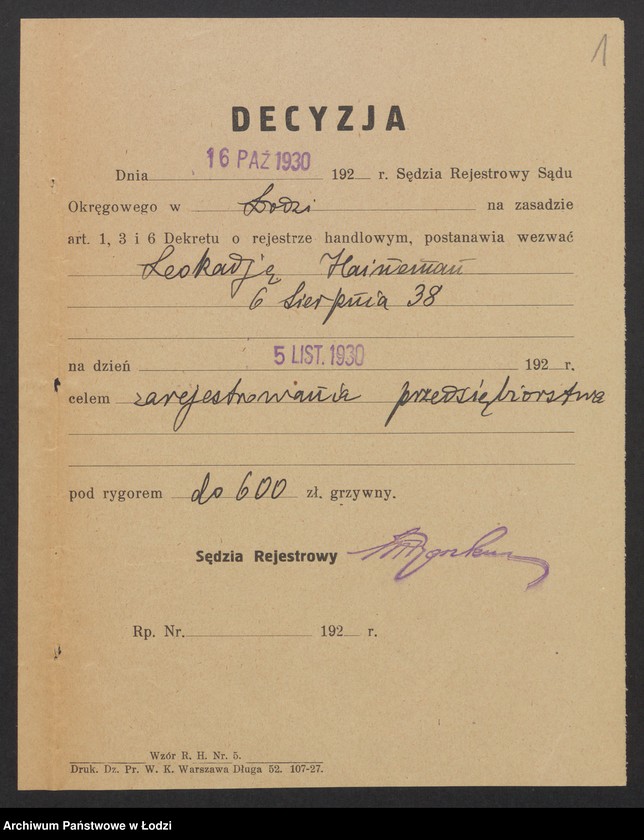 1
DECYZJA
Dnia 16 PAŹ 1930 192 r. Sędzia Rejestrowy Sądu
Okręgowego w Łodzi na zasadzie
art. 1, 3 i 6 Dekretu o rejestrze handlowym, postanawia wezwać
Leokadję Haineman
6 Sierpnia 38
na dzień 5 LIST. 1930 192 r.
celem zarejestrowania przedsiębiorstwa
pod rygorem do 600 zł. grzywny.
Sędzia Rejestrowy
Rp. Nr. 192 r.
Wzór R. H. Nr. 5.
Druk. Dz. Pr. W. K. Warszawa Długa 52. 107-27.
Archiwum Państwowe w Łodzi